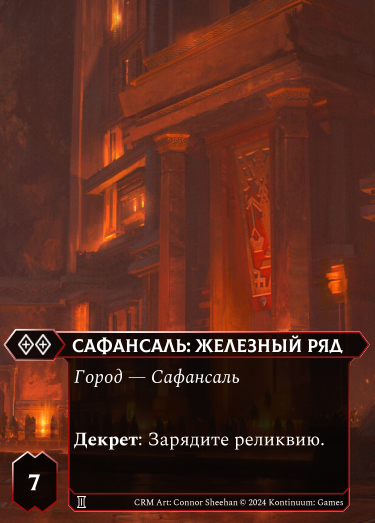 САФАНСАЛЬ: ЖЕЛЕЗНЫЙ РЯД
Город — Сафансаль
Декрет: Зарядите реликвию.
7
CRM Art: Connor Sheehan © 2024 Kontinuum: Games